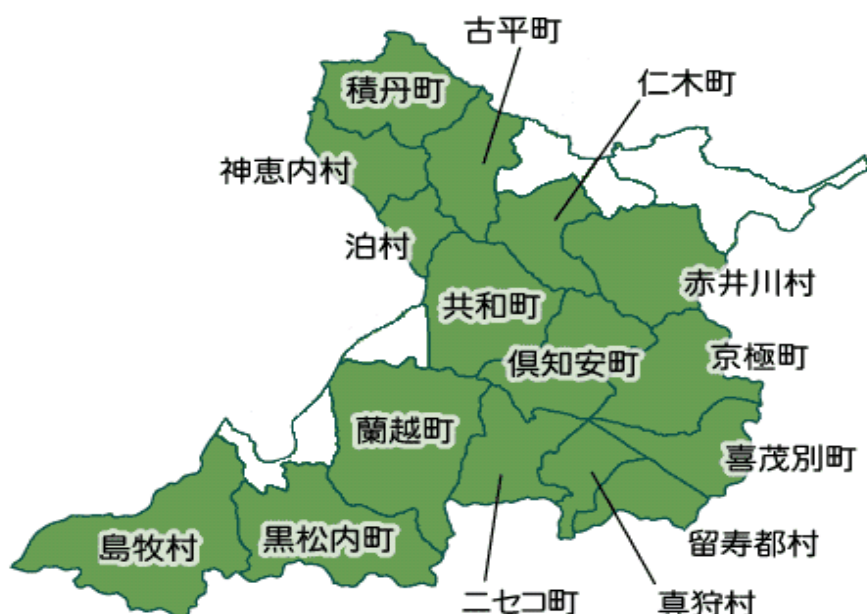 古平町
仁木町
積丹町
神恵内村
泊村
赤井川村
共和町
京極町
倶知安町
蘭越町
喜茂別町
島牧村
黒松内町
留寿都村
ニセコ町
真狩村